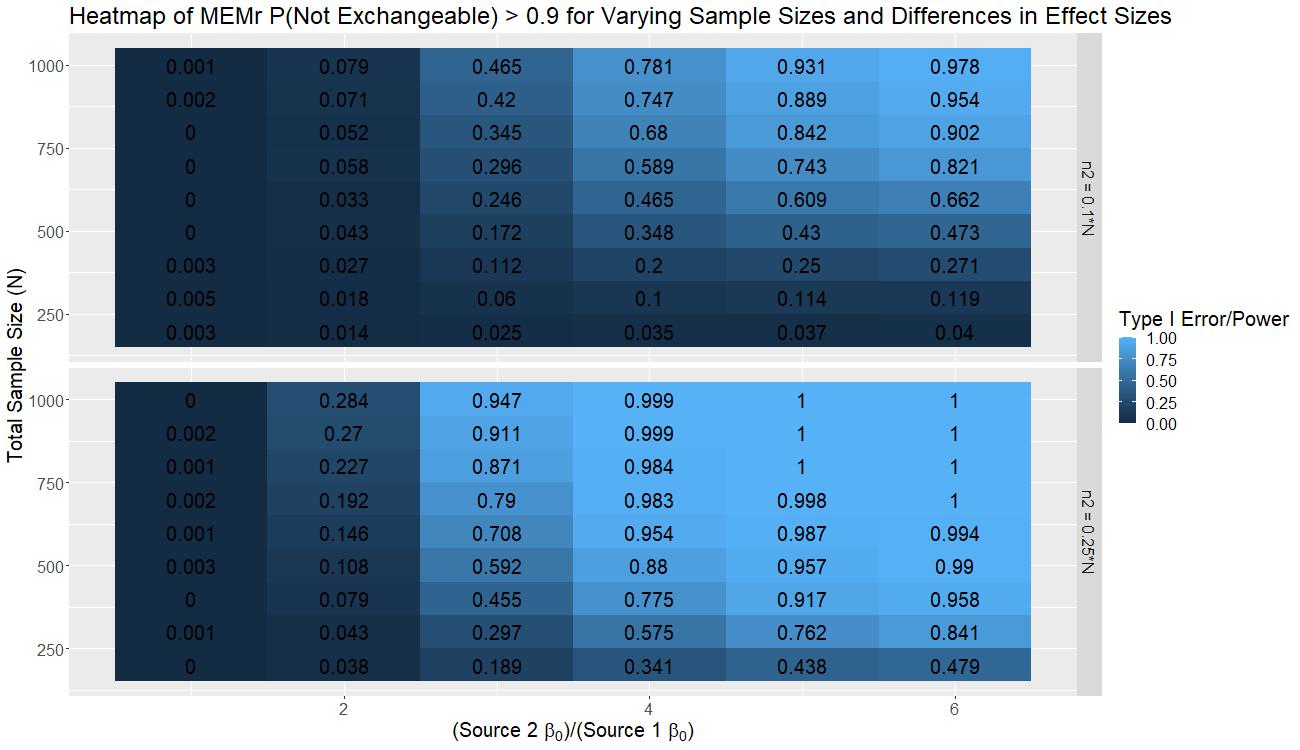 Heatmap of MEMr P(Not Exchangeable) > 0.9 for Varying Sample Sizes and Differences in Effect Sizes
Total Sample Size (N)
1000 0.001 0.079 0.465 0.781 0.931 0.978
0.002 0.071 0.42 0.747 0.889 0.954
0 0.052 0.345 0.68 0.842 0.902
750
0 0.058 0.296 0.589 0.743 0.821
0 0.033 0.246 0.465 0.609 0.662
500 0 0.043 0.172 0.348 0.43 0.473
0.003 0.027 0.112 0.2 0.25 0.271
0.005 0.018 0.06 0.1 0.114 0.119
250
0.003 0.014 0.025 0.035 0.037 0.04
n2 = 0.1*N
1000 0 0.284 0.947 0.999 1 1
0.002 0.27 0.911 0.999 1 1
0.001 0.227 0.871 0.984 1 1
750
0.002 0.192 0.79 0.983 0.998 1
0.001 0.146 0.708 0.954 0.987 0.994
500 0.003 0.108 0.592 0.88 0.957 0.99
0 0.079 0.455 0.775 0.917 0.958
0.001 0.043 0.297 0.575 0.762 0.841
250
0 0.038 0.189 0.341 0.438 0.479
n2 = 0.25*N
2 4 6
(Source 2 β₀)/(Source 1 β₀)
Type I Error/Power
1.00
0.75
0.50
0.25
0.00